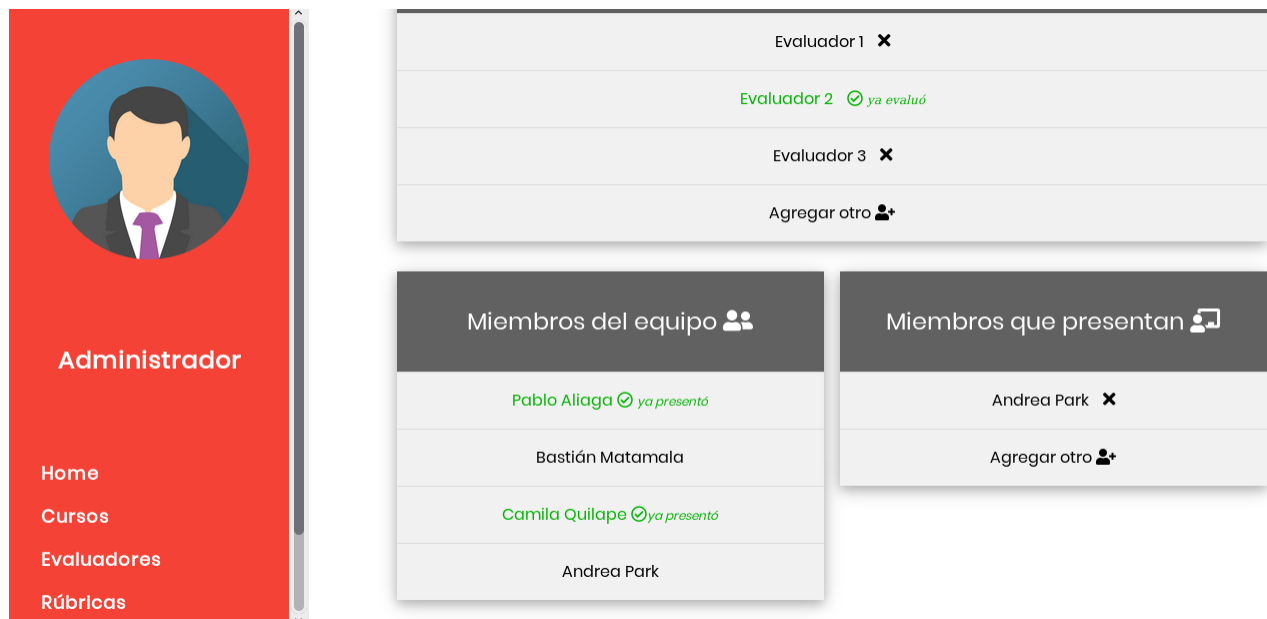 Administrador
Home
Cursos
Evaluadores
Rúbricas
Evaluador 1
Evaluador 2 ya evaluó
Evaluador 3
Agregar otro
Miembros del equipo
Pablo Aliaga ya presentó
Bastián Matamala
Camila Quilape ya presentó
Andrea Park
Miembros que presentan
Andrea Park
Agregar otro